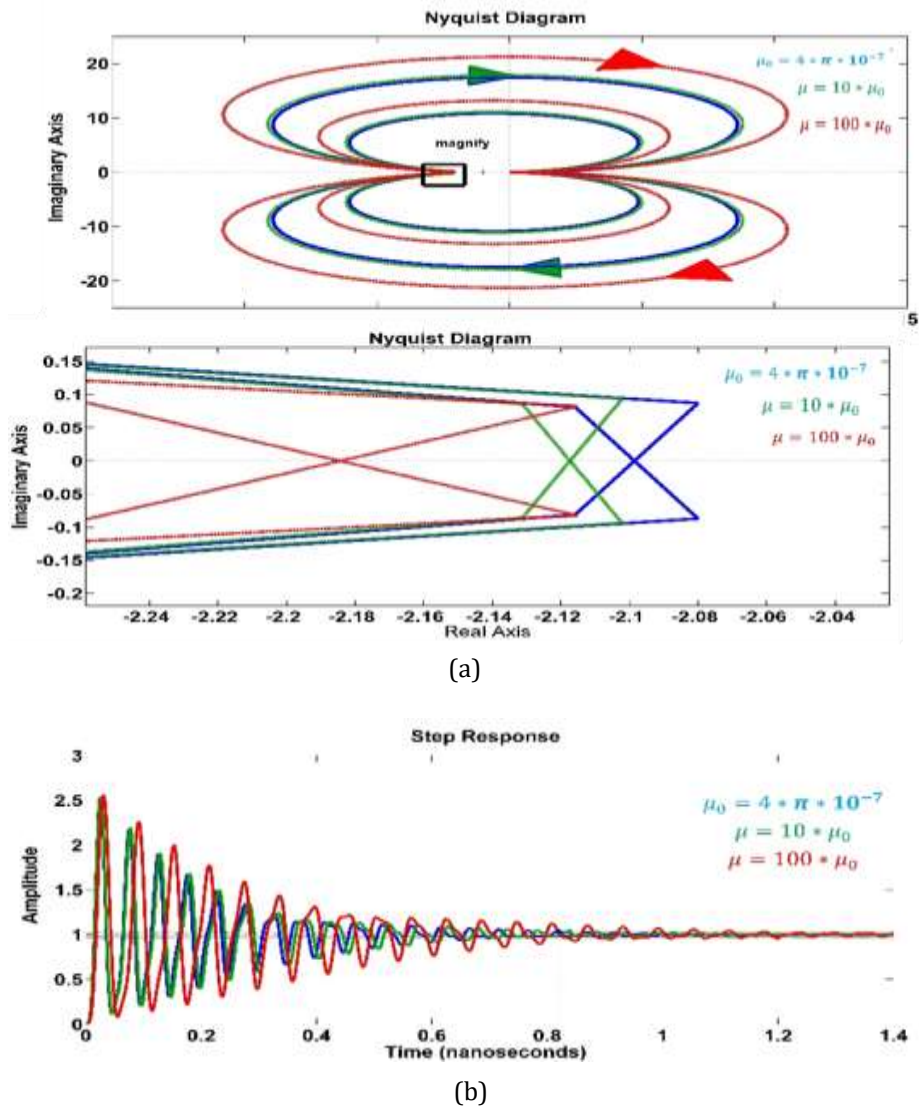 Nyquist Diagram
20
10
0
-10
-20
Imaginary Axis
magnify
μ₀ = 4 * π * 10⁻⁷
μ = 10 * μ₀
μ = 100 * μ₀
5
Nyquist Diagram
0.15
0.1
0.05
0
-0.05
-0.1
-0.15
-0.2
Imaginary Axis
μ₀ = 4 * π * 10⁻⁷
μ = 10 * μ₀
μ = 100 * μ₀
-2.24 -2.22 -2.2 -2.18 -2.16 -2.14 -2.12 -2.1 -2.08 -2.06 -2.04
Real Axis
(a)
Step Response
3
2.5
2
1.5
1
0.5
0
Amplitude
μ₀ = 4 * π * 10⁻⁷
μ = 10 * μ₀
μ = 100 * μ₀
0 0.2 0.4 0.6 0.8 1 1.2 1.4
Time (nanoseconds)
(b)